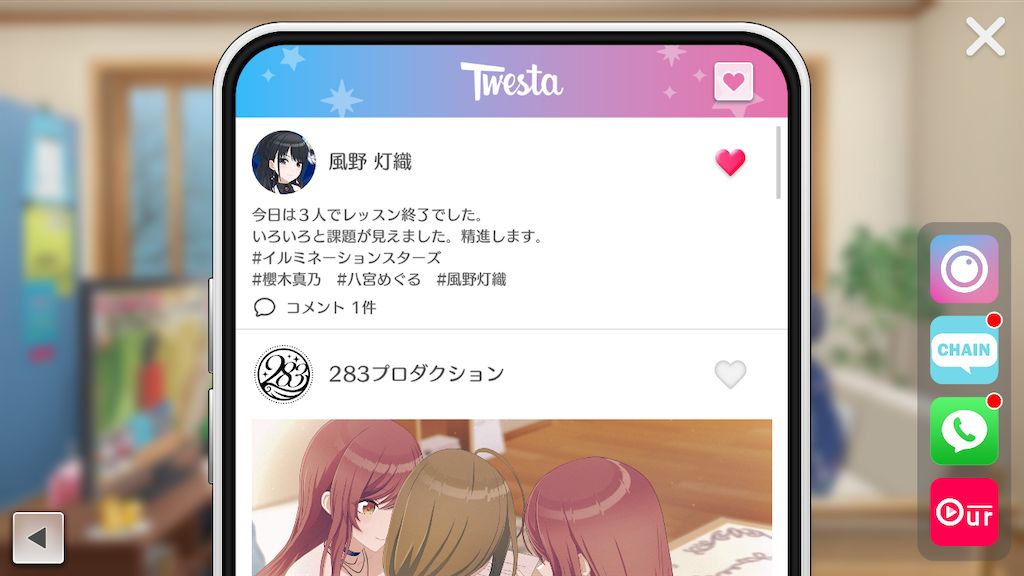 Twesta
風野 灯織
今日は3人でレッスン終了でした。
いろいろと課題が見えました。精進します。
#イルミネーションスターズ
#櫻木真乃 #八宮めぐる #風野灯織
コメント 1件
283
283プロダクション
CHAIN
Our